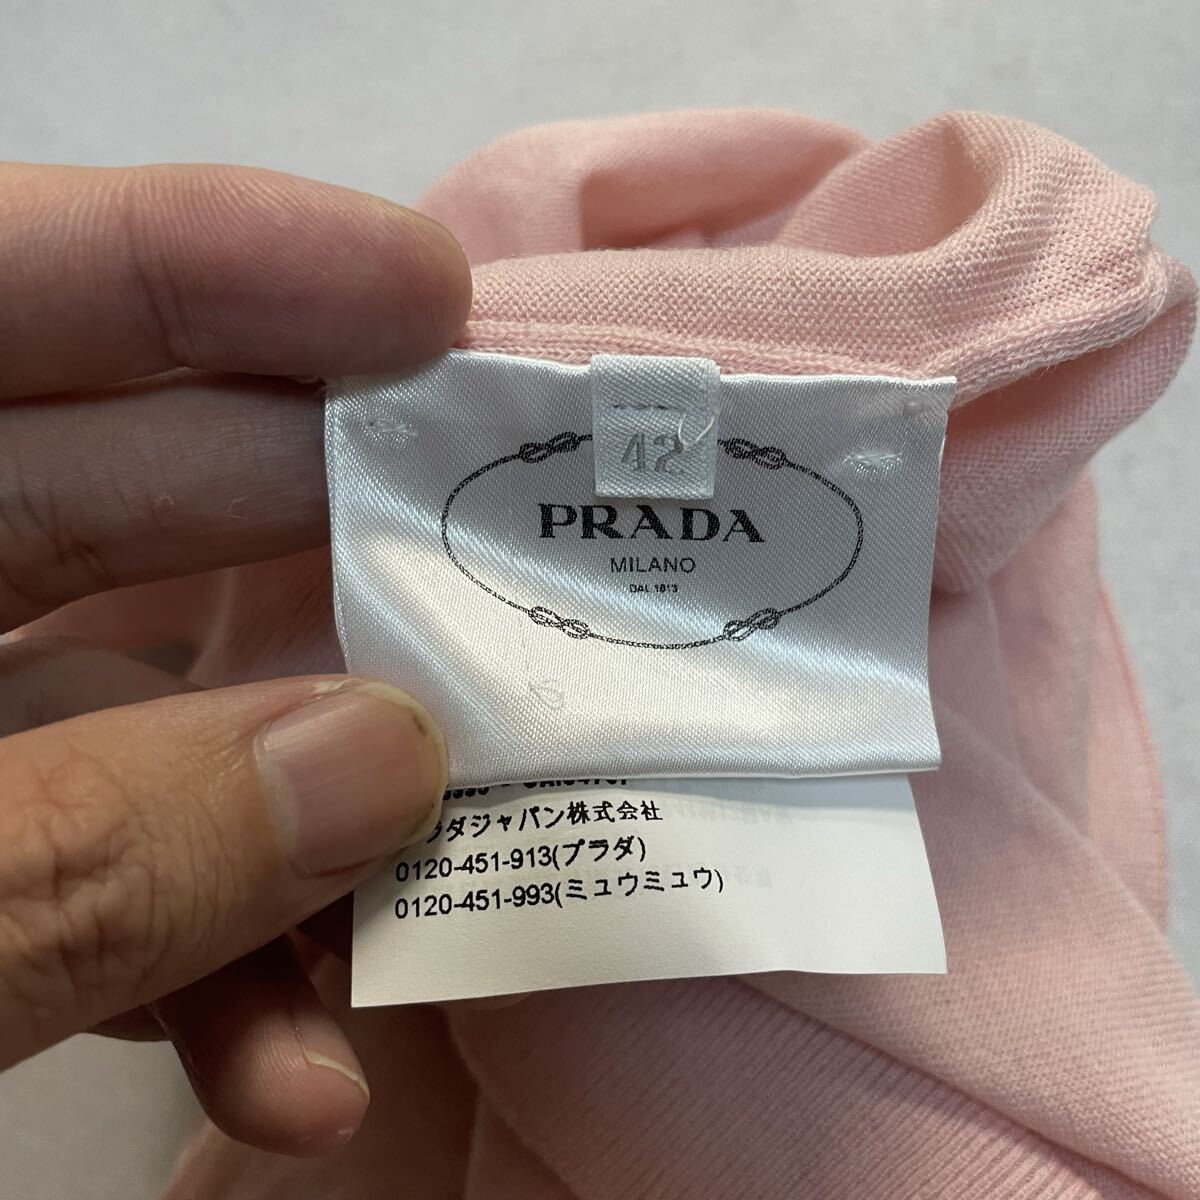 42
PRADA
MILANO
DAL 1913
ラダジャパン株式会社
0120-451-913(プラダ)
0120-451-993(ミュウミュウ)